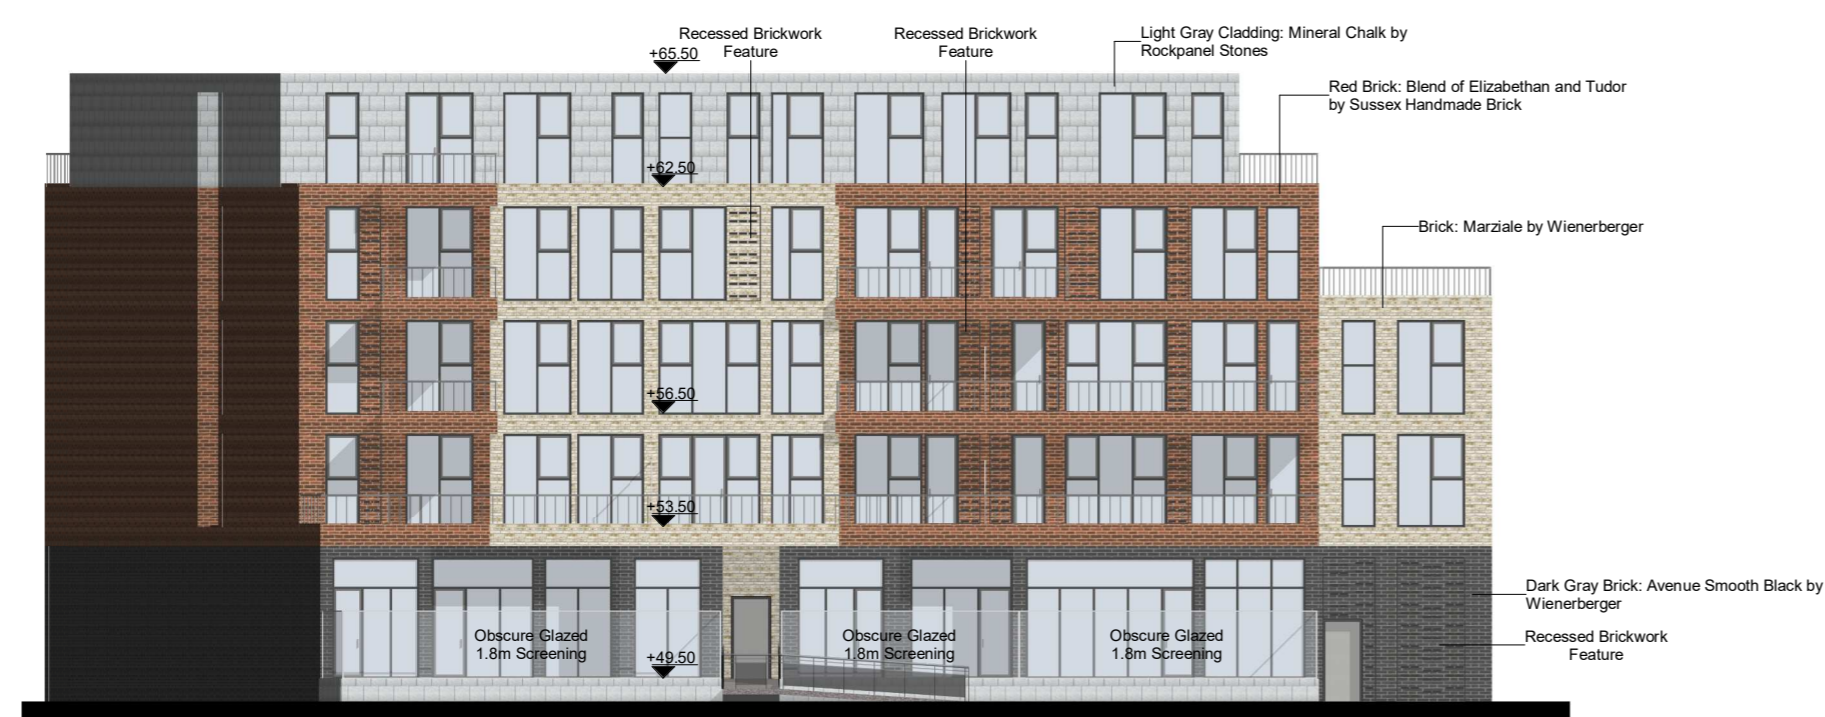 Recessed Brickwork
Feature
Recessed Brickwork
Feature
Light Gray Cladding: Mineral Chalk by
Rockpanel Stones
+65.50
Red Brick: Blend of Elizabethan and Tudor
by Sussex Handmade Brick
+62.50
Brick: Marziale by Wienerberger
+56.50
+53.50
Dark Gray Brick: Avenue Smooth Black by
Wienerberger
Obscure Glazed
1.8m Screening
Obscure Glazed
1.8m Screening
Obscure Glazed
1.8m Screening
Recessed Brickwork
Feature
+49.50